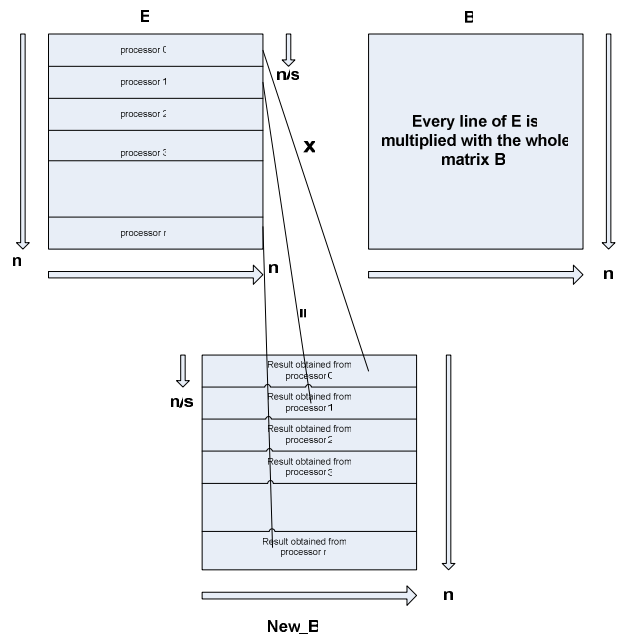 E
B
processor 0
processor 1
processor 2
processor 3
processor r
n/s
X
Every line of E is
multiplied with the whole
matrix B
n
n
n
=
n/s
Result obtained from
processor 0
Result obtained from
processor 1
Result obtained from
processor 2
Result obtained from
processor 3
Result obtained from
processor r
n
n
New_B